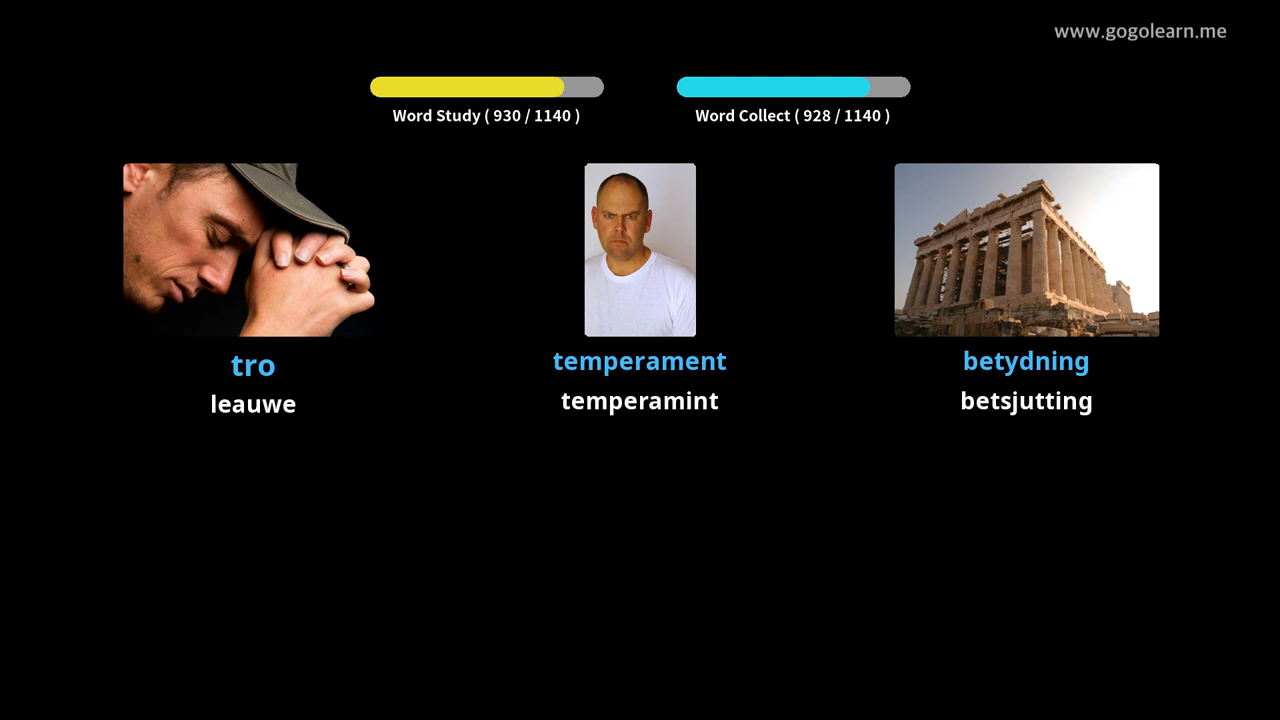 www.gogolearn.me
Word Study ( 930 / 1140 )
Word Collect ( 928 / 1140 )
tro
leauwe
temperament
temperamint
betydning
betsjutting